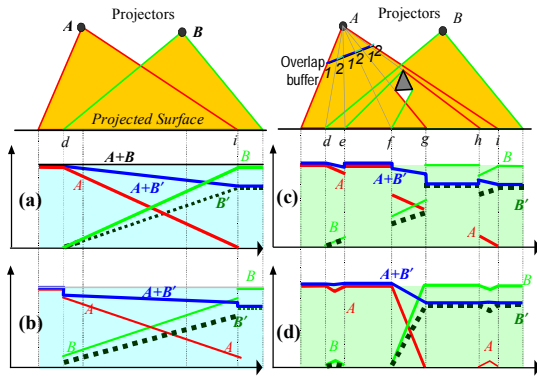 Projectors
A
B
Projected Surface
d
i
A+B
B
A
A+B'
B'
(a)
A+B'
B
A
B
B'
(b)
Projectors
A
B
Overlap
buffer
1 2 1 2 1 2
d e f g h i
B
A
A+B'
B'
B
A
(c)
A+B'
B
A
B'
B
A
(d)